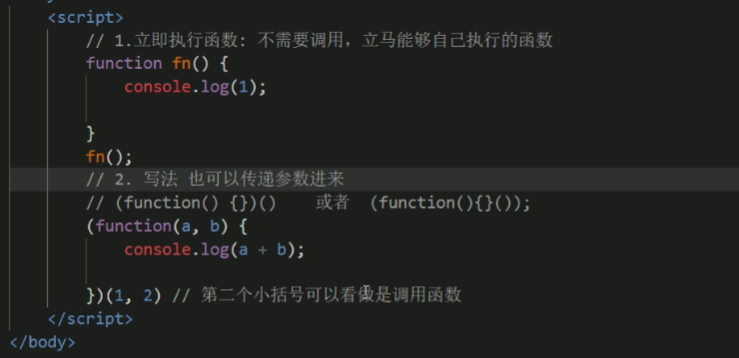 <script>
// 1.立即执行函数: 不需要调用，立马能够自己执行的函数
function fn() {
console.log(1);
}
fn();
// 2. 写法 也可以传递参数进来
// (function() {})() 或者 (function(){}());
(function(a, b) {
console.log(a + b);
})(1, 2) // 第二个小括号可以看做是调用函数
</script>
</body>